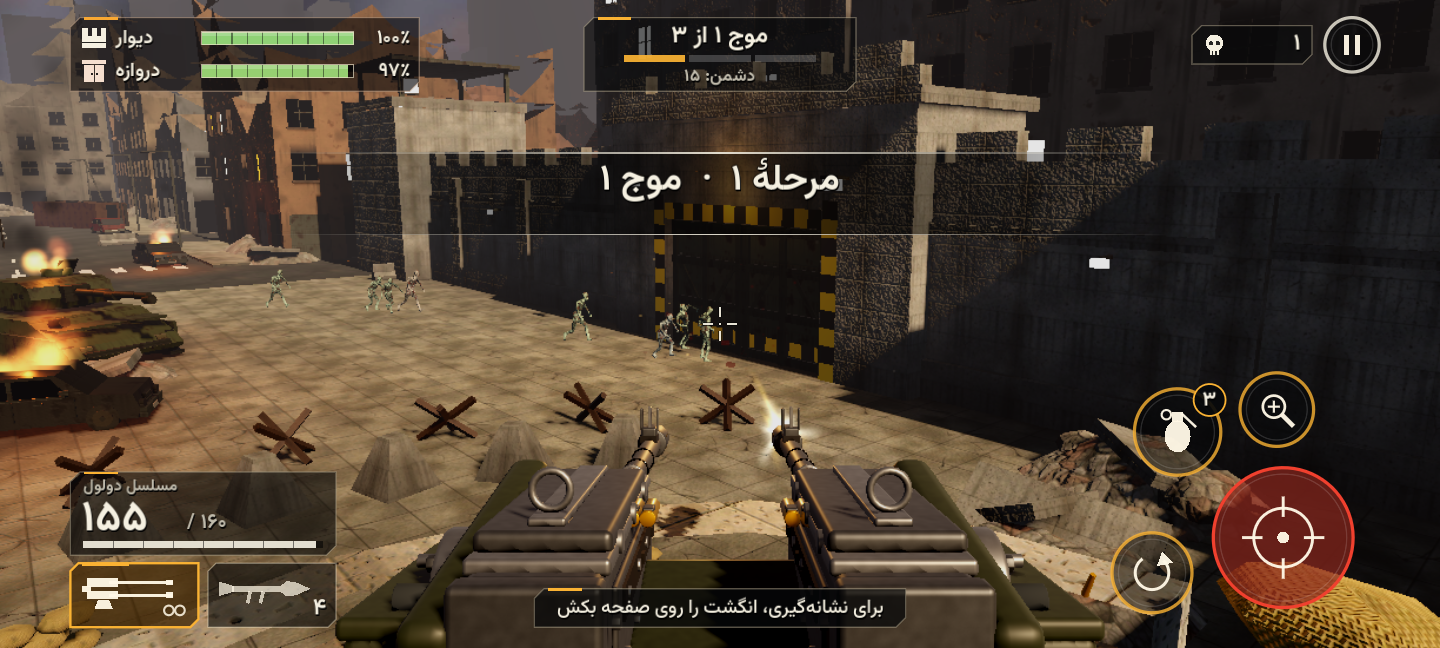 دیوار ۱۰۰%
دروازه ۹۷%
موج ۱ از ۳
دشمن: ۱۵
۱
مرحلهٔ ۱ · موج ۱
۳
مسلسل دولول
۱۵۵ / ۱۶۰
∞
۴
برای نشانه‌گیری، انگشت را روی صفحه بکش